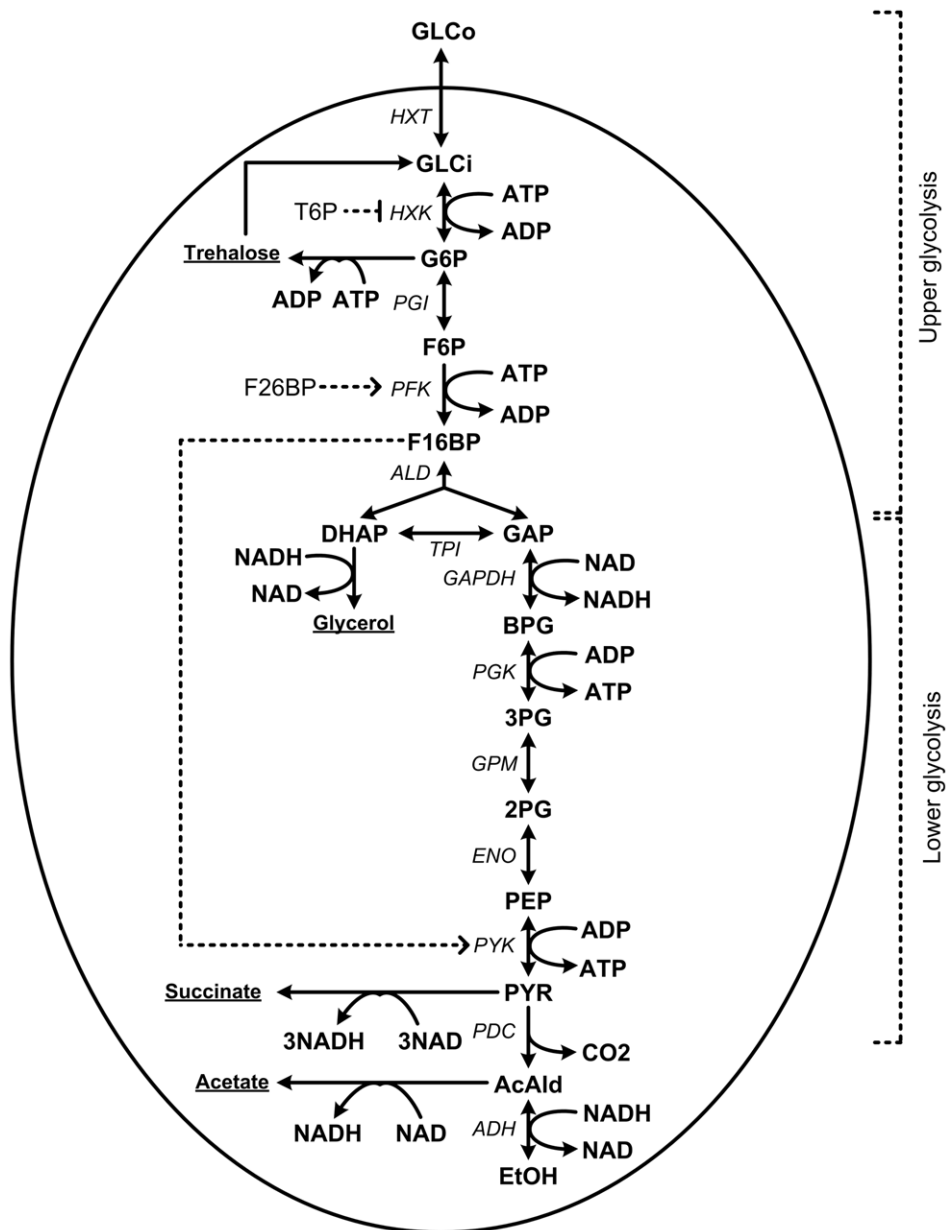 GLCo
HXT
GLCi
ATP
T6P
HXK
ADP
Trehalose
G6P
ADP ATP
PGI
F6P
ATP
F26BP
PFK
ADP
F16BP
ALD
DHAP
TPI
GAP
NADH
NAD
GAPDH
NAD
NADH
Glycerol
BPG
ADP
PGK
ATP
3PG
GPM
2PG
ENO
PEP
ADP
PYK
ATP
Succinate
PYR
3NADH 3NAD
PDC
CO2
Acetate
AcAld
NADH NAD
NADH
ADH
NAD
EtOH
Upper glycolysis
Lower glycolysis